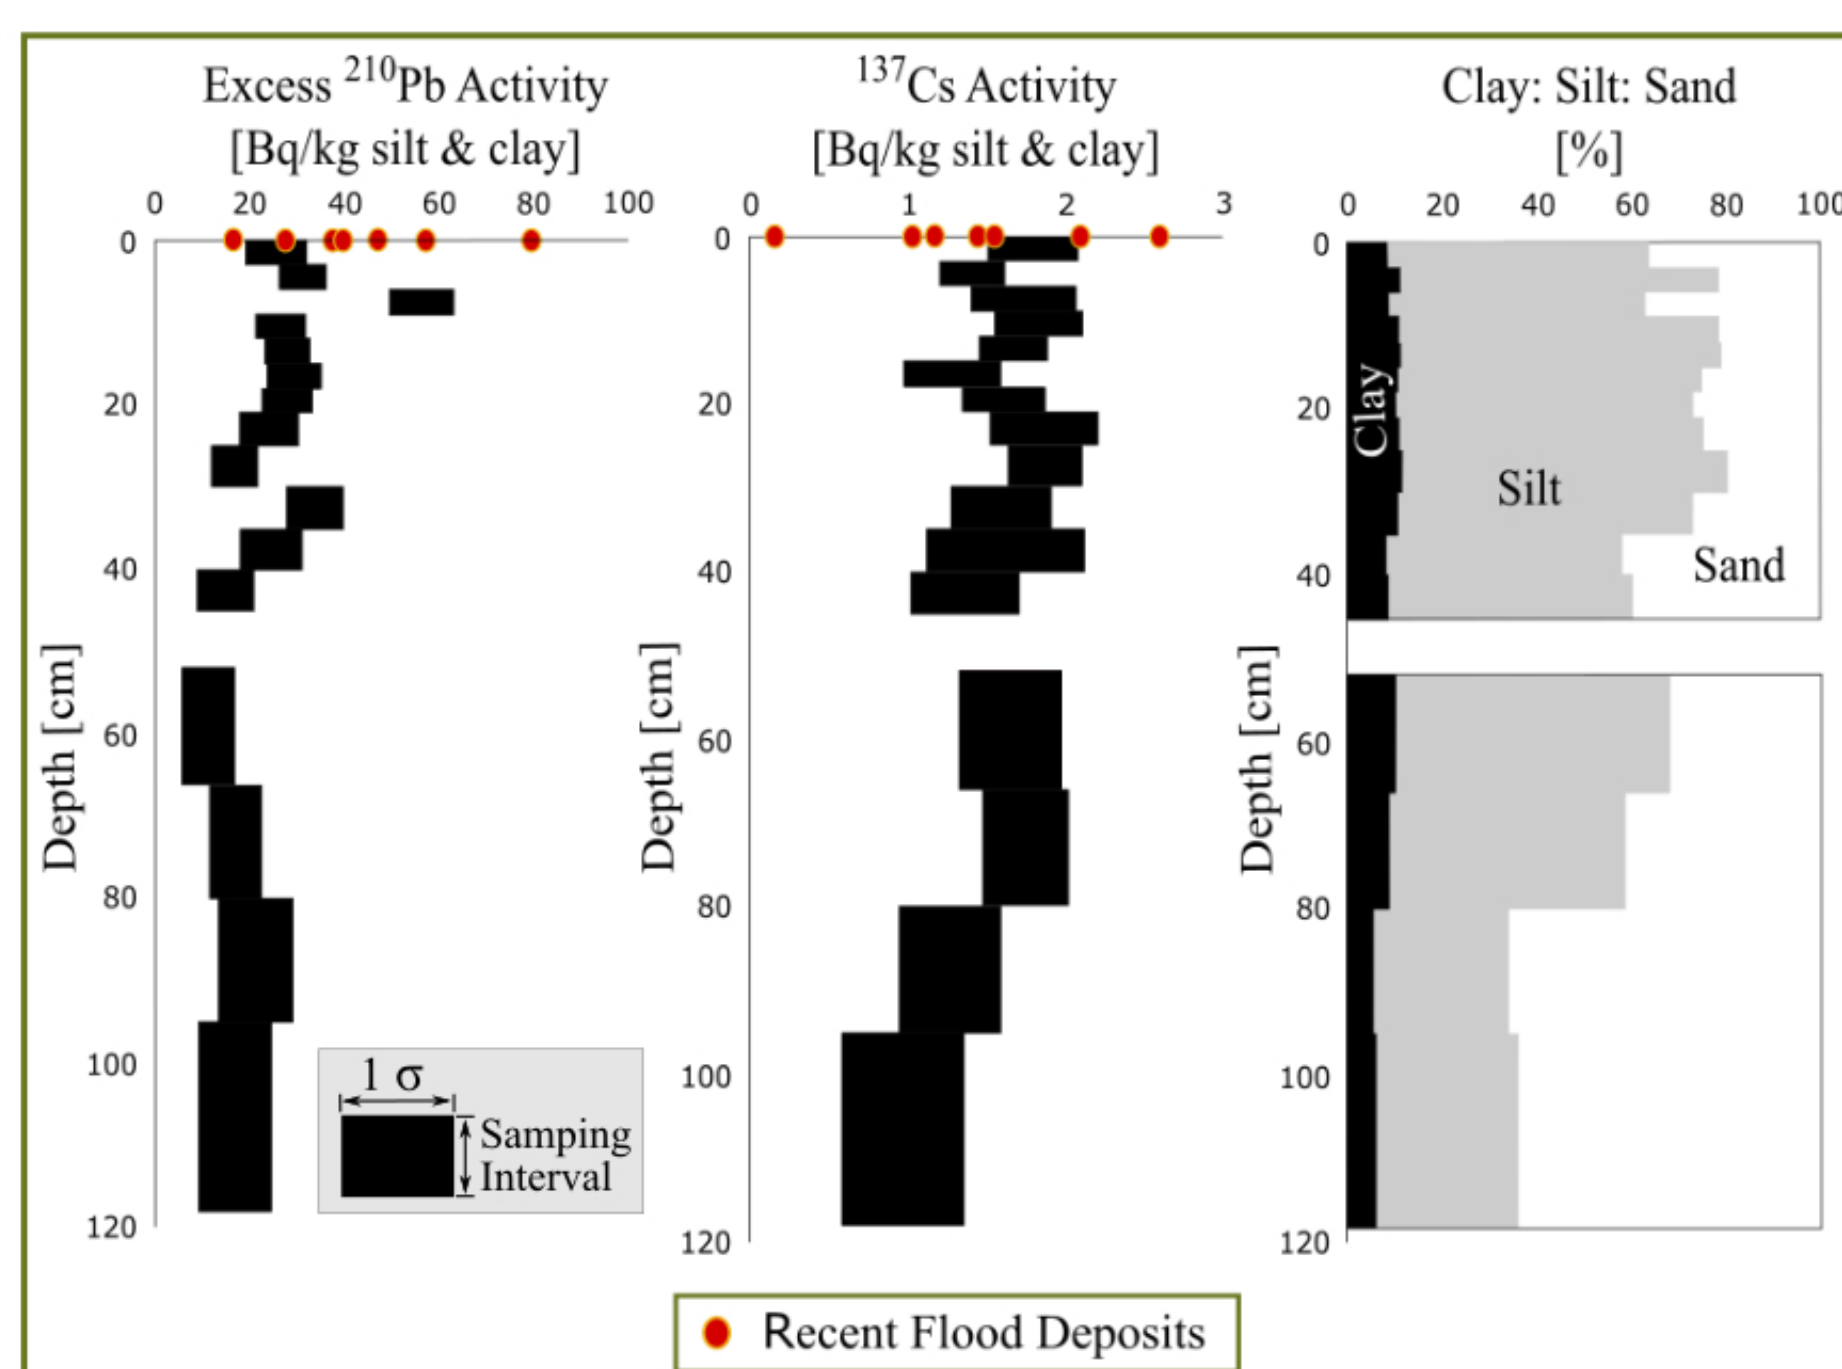 Excess ²¹⁰Pb Activity
[Bq/kg silt & clay]
0 20 40 60 80 100
0
20
40
60
80
100
120
Depth [cm]
1 σ
Samping
Interval
¹³⁷Cs Activity
[Bq/kg silt & clay]
0 1 2 3
0
20
40
60
80
100
120
Depth [cm]
Clay: Silt: Sand
[%]
0 20 40 60 80 100
0
20
40
60
80
100
120
Depth [cm]
Clay
Silt
Sand
Recent Flood Deposits